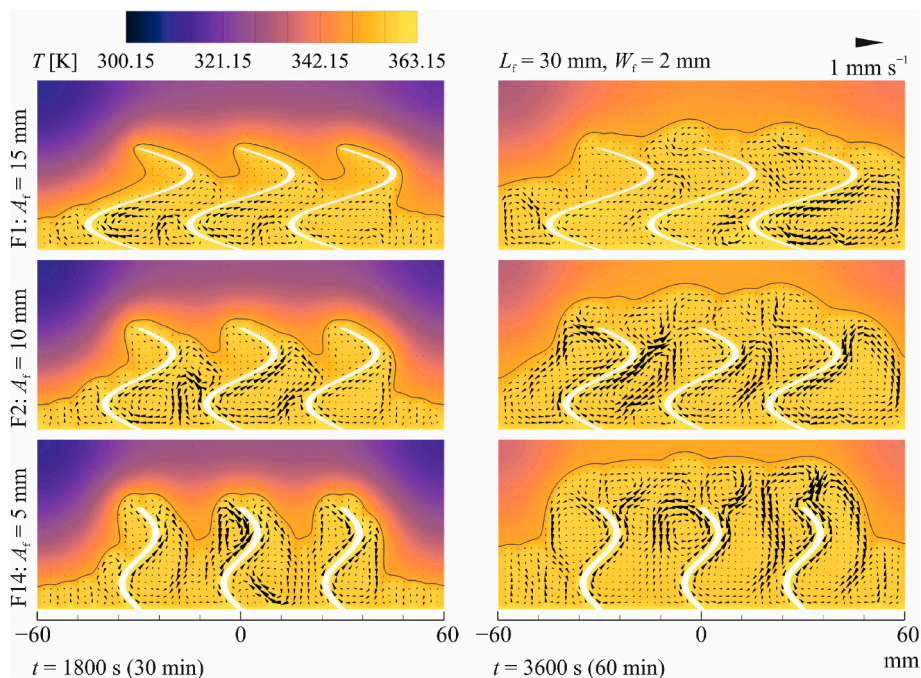 T [K] 300.15 321.15 342.15 363.15
L_f = 30 mm, W_f = 2 mm
1 mm s⁻¹
F1: A_f = 15 mm
F2: A_f = 10 mm
F14: A_f = 5 mm
−60 0 60 −60 0 60
mm
t = 1800 s (30 min) t = 3600 s (60 min)